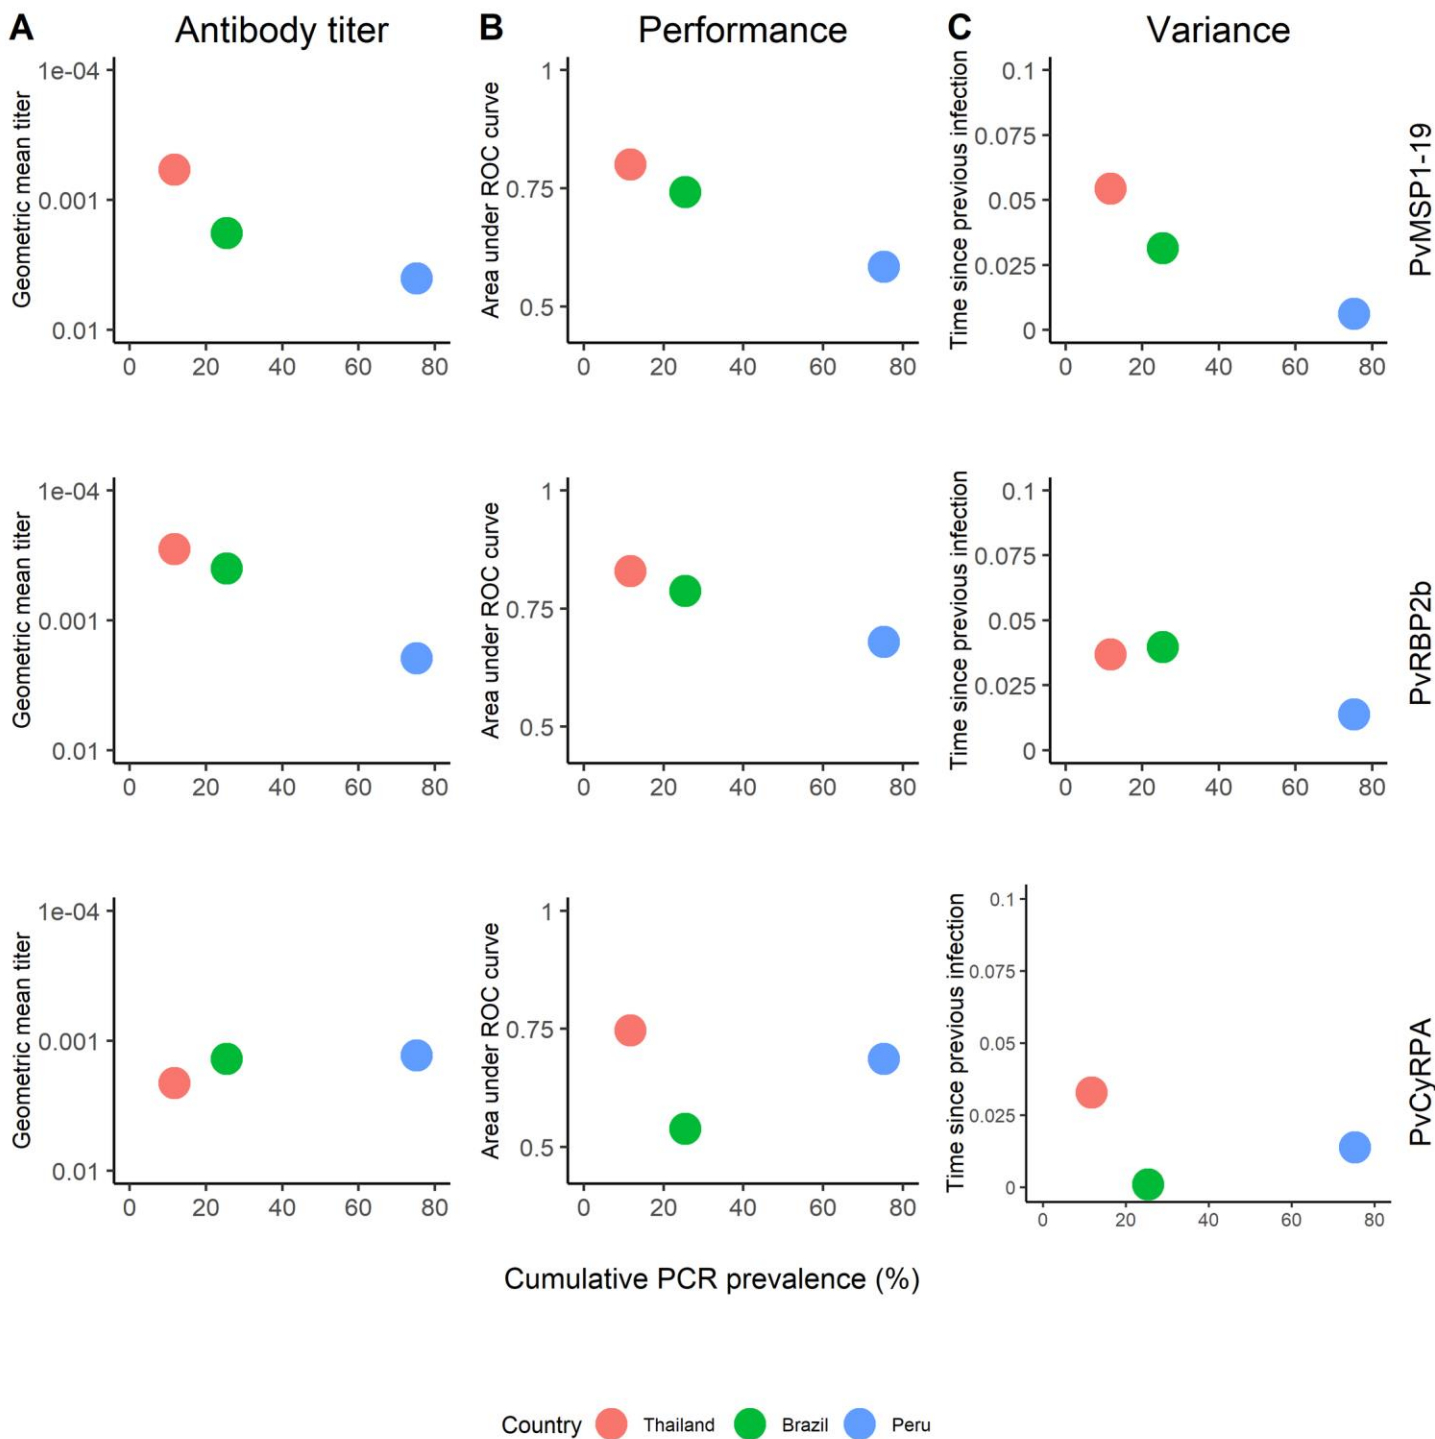 A Antibody titer B Performance C Variance
Geometric mean titer
1e-04
0.001
0.01
0 20 40 60 80
Area under ROC curve
1
0.75
0.5
0 20 40 60 80
Time since previous infection
0.1
0.075
0.05
0.025
0
0 20 40 60 80
PvMSP1-19
Geometric mean titer
1e-04
0.001
0.01
0 20 40 60 80
Area under ROC curve
1
0.75
0.5
0 20 40 60 80
Time since previous infection
0.1
0.075
0.05
0.025
0
0 20 40 60 80
PvRBP2b
Geometric mean titer
1e-04
0.001
0.01
0 20 40 60 80
Area under ROC curve
1
0.75
0.5
0 20 40 60 80
Time since previous infection
0.1
0.075
0.05
0.025
0
0 20 40 60 80
PvCyRPA
Cumulative PCR prevalence (%)
Country Thailand Brazil Peru